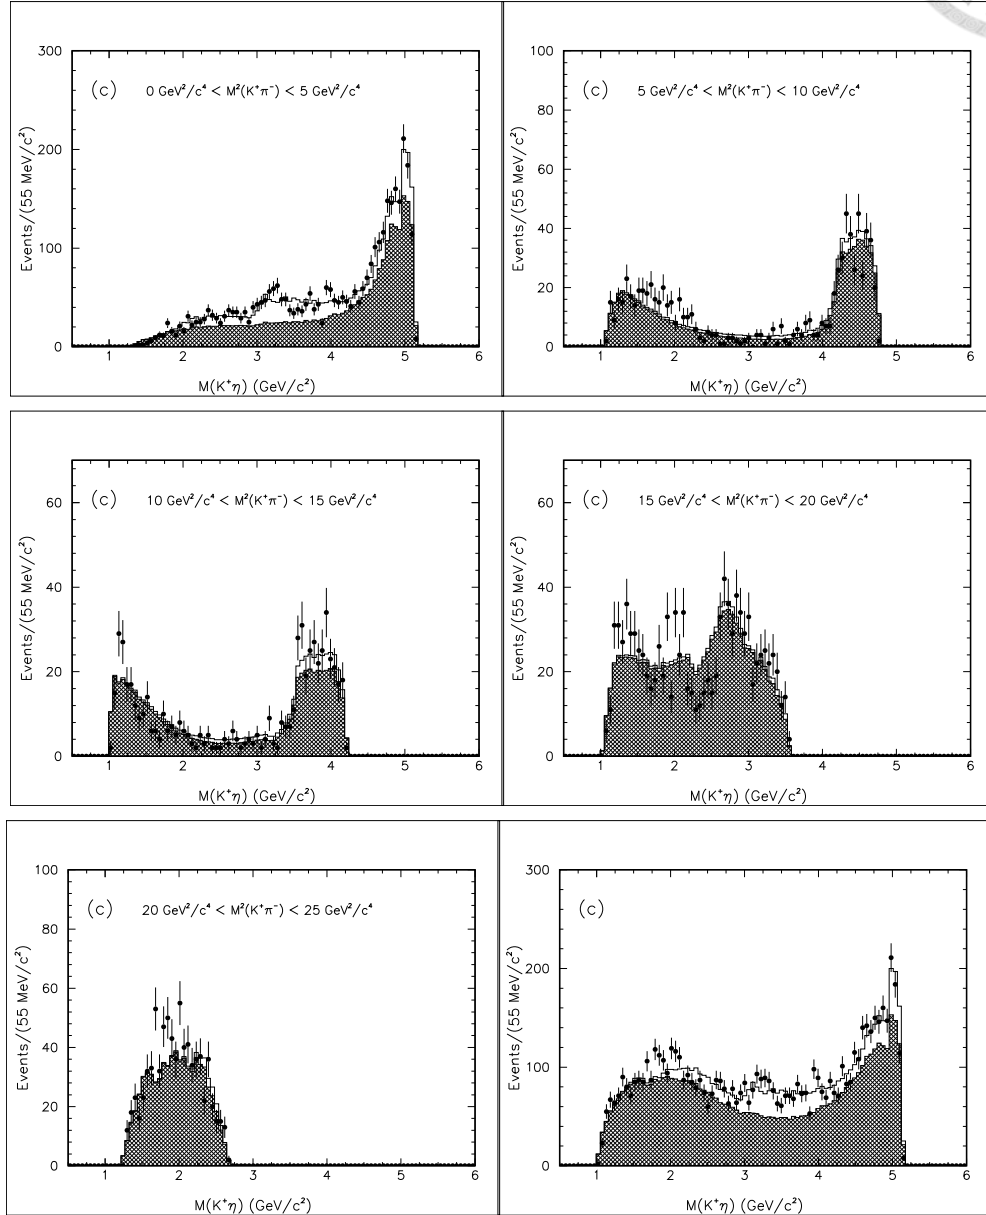 300
200
100
0
Events/(55 MeV/c²)
(c) 0 GeV²/c⁴ < M²(K⁺π⁻) < 5 GeV²/c⁴
1 2 3 4 5 6
M(K⁺η) (GeV/c²)
100
80
60
40
20
0
Events/(55 MeV/c²)
(c) 5 GeV²/c⁴ < M²(K⁺π⁻) < 10 GeV²/c⁴
1 2 3 4 5 6
M(K⁺η) (GeV/c²)
60
40
20
0
Events/(55 MeV/c²)
(c) 10 GeV²/c⁴ < M²(K⁺π⁻) < 15 GeV²/c⁴
1 2 3 4 5 6
M(K⁺η) (GeV/c²)
60
40
20
0
Events/(55 MeV/c²)
(c) 15 GeV²/c⁴ < M²(K⁺π⁻) < 20 GeV²/c⁴
1 2 3 4 5 6
M(K⁺η) (GeV/c²)
100
80
60
40
20
0
Events/(55 MeV/c²)
(c) 20 GeV²/c⁴ < M²(K⁺π⁻) < 25 GeV²/c⁴
1 2 3 4 5 6
M(K⁺η) (GeV/c²)
300
200
100
0
Events/(55 MeV/c²)
(c)
1 2 3 4 5 6
M(K⁺η) (GeV/c²)